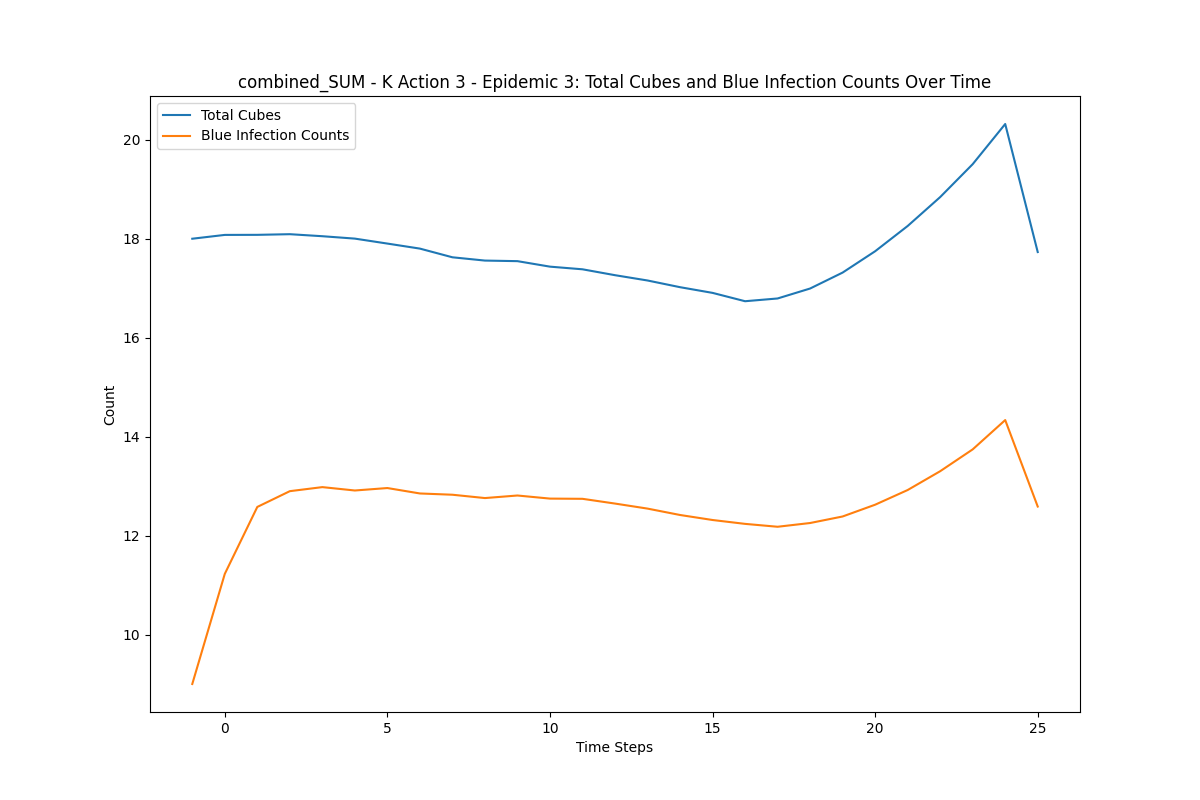 combined_SUM - K Action 3 - Epidemic 3: Total Cubes and Blue Infection Counts Over Time
Total Cubes
Blue Infection Counts
20
18
16
14
12
10
Count
0 5 10 15 20 25
Time Steps